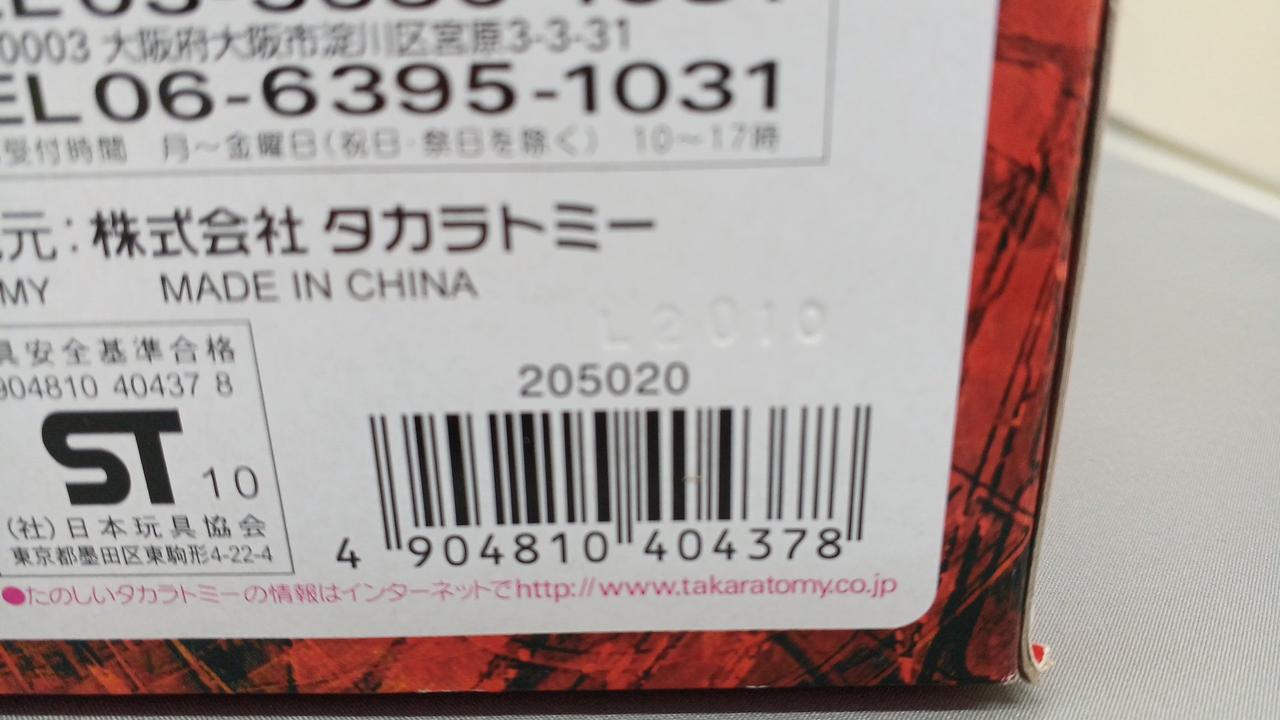 EL03-5650-1031
0003 大阪府大阪市淀川区宮原3-3-31
EL06-6395-1031
受付時間 月〜金曜日(祝日·祭日を除く) 10〜17時
元:株式会社 タカラトミー
MY MADE IN CHINA
L2010
具安全基準合格
904810 40437 8
ST 10
(社)日本玩具協会
東京都墨田区東駒形4-22-4
205020
4 904810 404378
●たのしいタカラトミーの情報はインターネットでhttp://www.takaratomy.co.jp